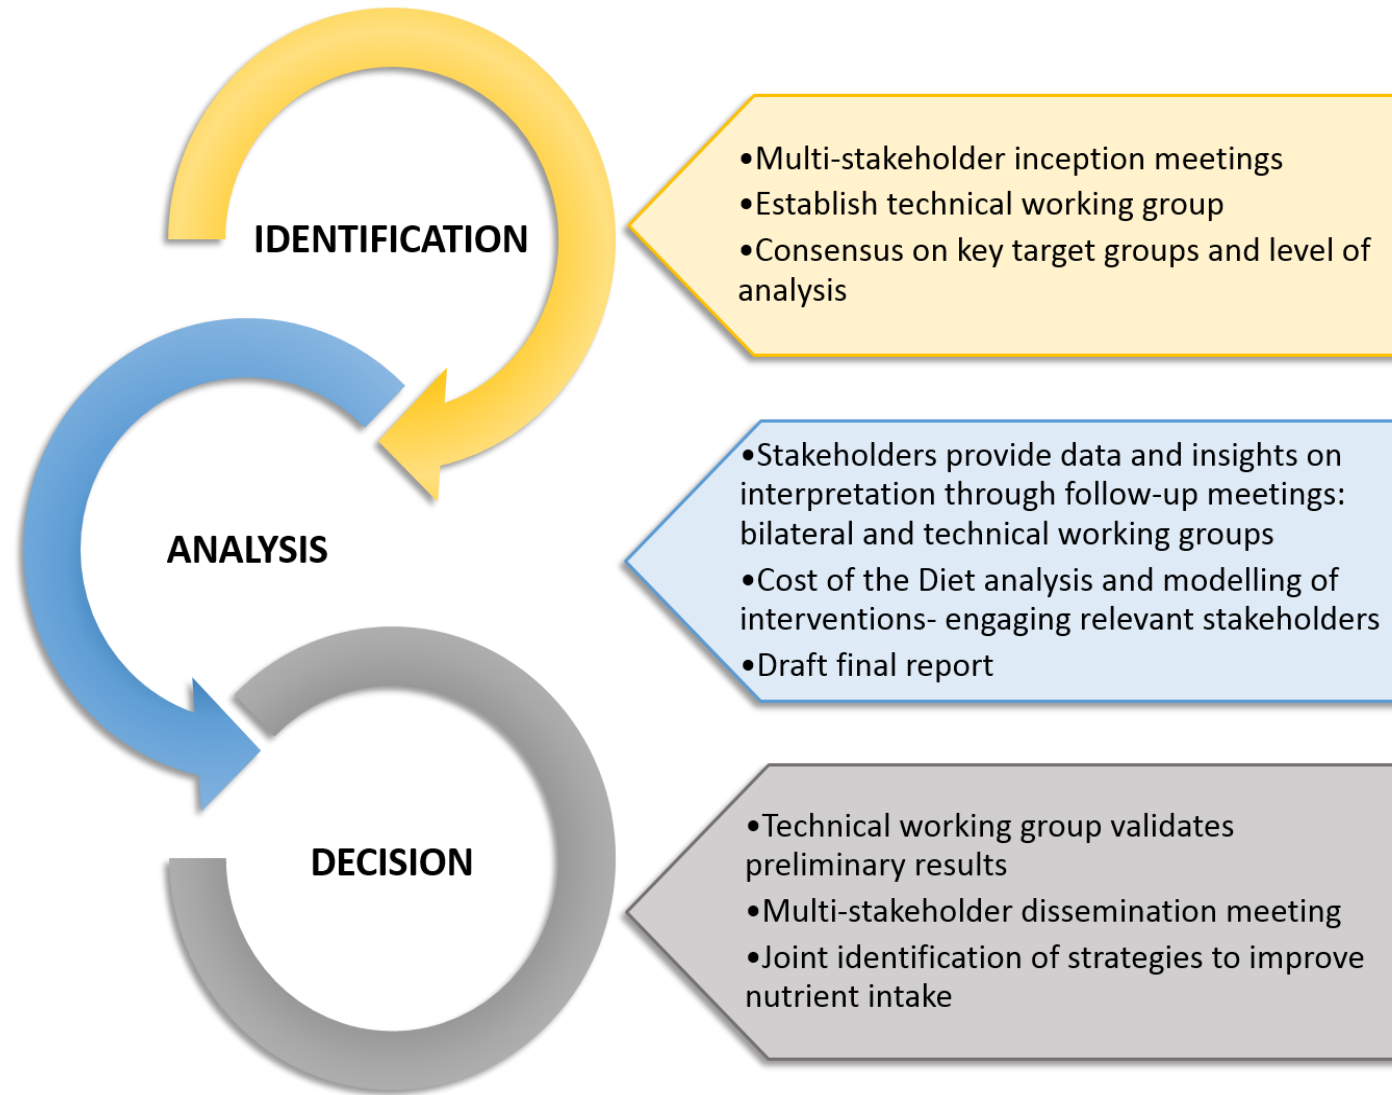 IDENTIFICATION
•Multi-stakeholder inception meetings
•Establish technical working group
•Consensus on key target groups and level of
analysis
ANALYSIS
•Stakeholders provide data and insights on
interpretation through follow-up meetings:
bilateral and technical working groups
•Cost of the Diet analysis and modelling of
interventions- engaging relevant stakeholders
•Draft final report
DECISION
•Technical working group validates
preliminary results
•Multi-stakeholder dissemination meeting
•Joint identification of strategies to improve
nutrient intake